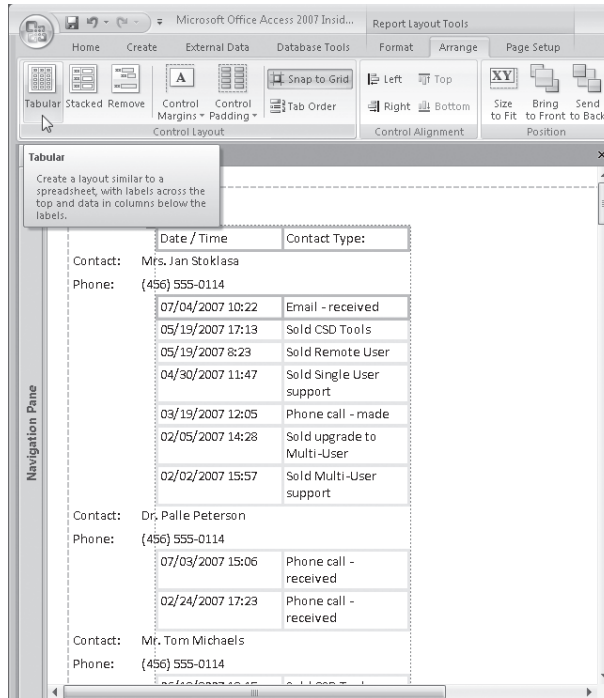 Microsoft Office Access 2007 Insid...
Report Layout Tools
Home Create External Data Database Tools Format Arrange Page Setup
Tabular Stacked Remove
Control Margins
Control Padding
Snap to Grid
Tab Order
Left Top
Right Bottom
Size to Fit
Bring to Front
Send to Back
Control Layout Control Alignment Position
Tabular
Create a layout similar to a
spreadsheet, with labels across the
top and data in columns below the
labels.
Navigation Pane
Date / Time Contact Type:
Contact: Mrs. Jan Stoklasa
Phone: (456) 555-0114
07/04/2007 10:22 Email - received
05/19/2007 17:13 Sold CSD Tools
05/19/2007 8:23 Sold Remote User
04/30/2007 11:47 Sold Single User
support
03/19/2007 12:05 Phone call - made
02/05/2007 14:28 Sold upgrade to
Multi-User
02/02/2007 15:57 Sold Multi-User
support
Contact: Dr. Palle Peterson
Phone: (456) 555-0114
07/03/2007 15:06 Phone call -
received
02/24/2007 17:23 Phone call -
received
Contact: Mr. Tom Michaels
Phone: (456) 555-0114